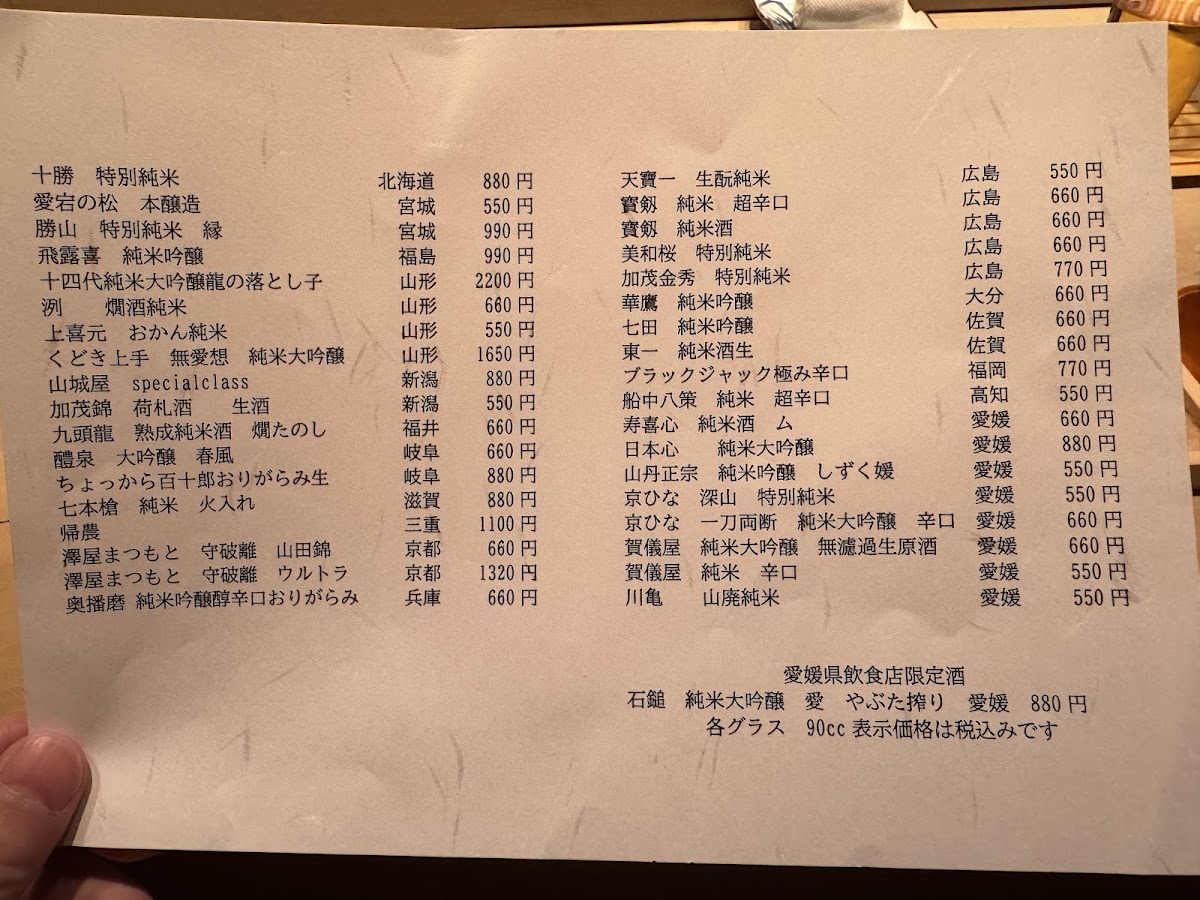 十勝　特別純米　北海道　880円
愛宕の松　本醸造　宮城　550円
勝山　特別純米　縁　宮城　990円
飛露喜　純米吟醸　福島　990円
十四代純米大吟醸龍の落とし子　山形　2200円
洌　燗酒純米　山形　660円
上喜元　おかん純米　山形　550円
くどき上手　無愛想　純米大吟醸　山形　1650円
山城屋　specialclass　新潟　880円
加茂錦　荷札酒　生酒　新潟　550円
九頭龍　熟成純米酒　燗たのし　福井　660円
醴泉　大吟醸　春風　岐阜　660円
ちょっから百十郎おりがらみ生　岐阜　880円
七本槍　純米　火入れ　滋賀　880円
帰農　三重　1100円
澤屋まつもと　守破離　山田錦　京都　660円
澤屋まつもと　守破離　ウルトラ　京都　1320円
奥播磨 純米吟醸醇辛口おりがらみ　兵庫　660円
天寶一　生酛純米　広島　550円
寳剱　純米　超辛口　広島　660円
寳剱　純米酒　広島　660円
美和桜　特別純米　広島　660円
加茂金秀　特別純米　広島　770円
華鷹　純米吟醸　大分　660円
七田　純米吟醸　佐賀　660円
東一　純米酒生　佐賀　660円
ブラックジャック極み辛口　福岡　770円
船中八策　純米　超辛口　高知　550円
寿喜心　純米酒　ム　愛媛　660円
日本心　純米大吟醸　愛媛　880円
山丹正宗　純米吟醸　しずく媛　愛媛　550円
京ひな　深山　特別純米　愛媛　550円
京ひな　一刀両断　純米大吟醸　辛口　愛媛　660円
賀儀屋　純米大吟醸　無濾過生原酒　愛媛　660円
賀儀屋　純米　辛口　愛媛　550円
川亀　山廃純米　愛媛　550円
愛媛県飲食店限定酒
石鎚　純米大吟醸　愛　やぶた搾り　愛媛　880円
各グラス　90cc 表示価格は税込みです